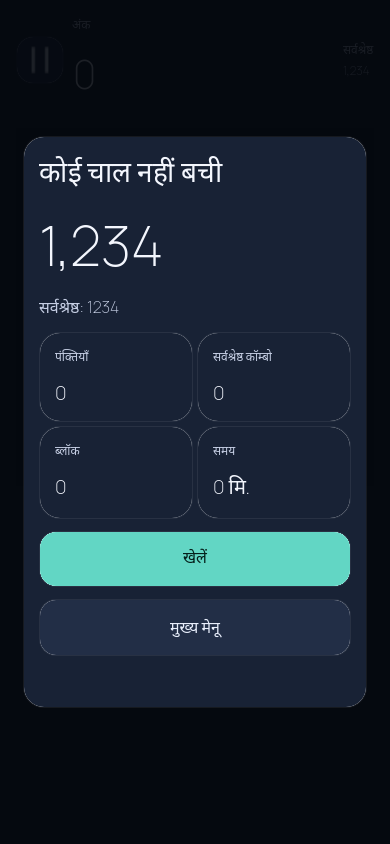 अंक
0
सर्वश्रेष्ठ
1,234
कोई चाल नहीं बची
1,234
सर्वश्रेष्ठ: 1234
पंक्तियाँ
0
सर्वश्रेष्ठ कॉम्बो
0
ब्लॉक
0
समय
0 मि.
खेलें
मुख्य मेनू